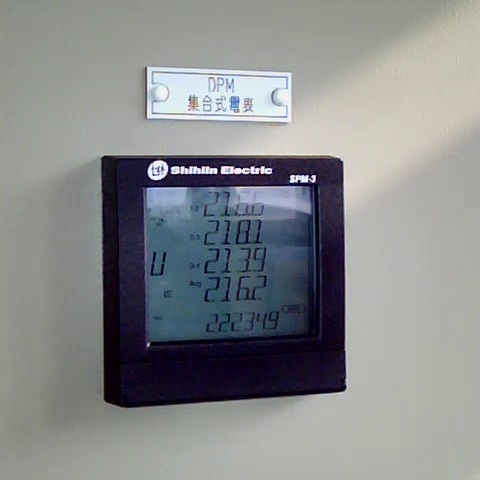 DPM
集合式電表
Shihlin Electric
SPM-3
216.6
218.1
U 213.9
Avg 216.2
222349